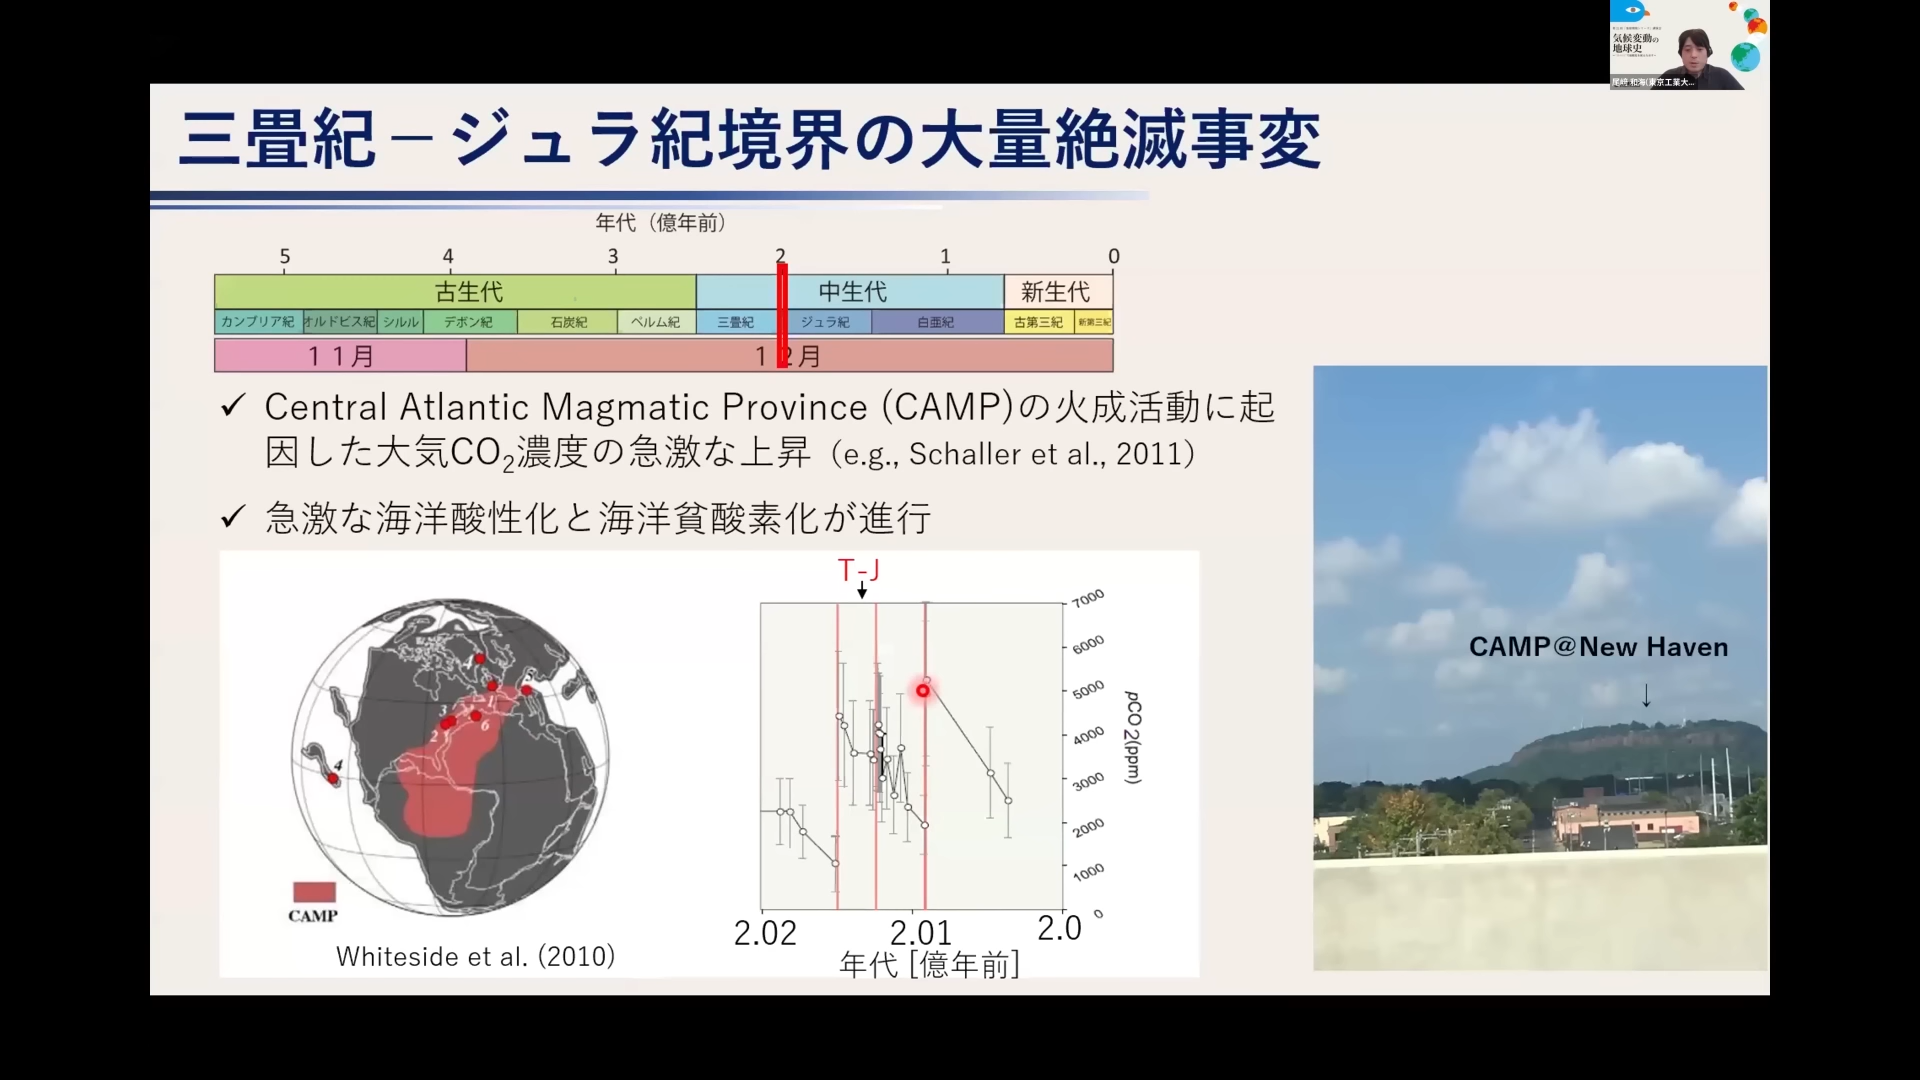 気候変動の
地球史
尾﨑 和海(東京工業大...
三畳紀－ジュラ紀境界の大量絶滅事変
年代（億年前）
5 4 3 2 1 0
古生代 中生代 新生代
カンブリア紀 オルドビス紀 シルル デボン紀 石炭紀 ペルム紀 三畳紀 ジュラ紀 白亜紀 古第三紀 新第三紀
１１月 １２月
✓ Central Atlantic Magmatic Province (CAMP)の火成活動に起
因した大気CO2濃度の急激な上昇（e.g., Schaller et al., 2011）
✓ 急激な海洋酸性化と海洋貧酸素化が進行
T-J
7000
6000
5000
4000
3000
2000
1000
0
pCO2(ppm)
2.02 2.01 2.0
年代 [億年前]
1
5
3
6
2
4
CAMP
Whiteside et al. (2010)
CAMP@New Haven